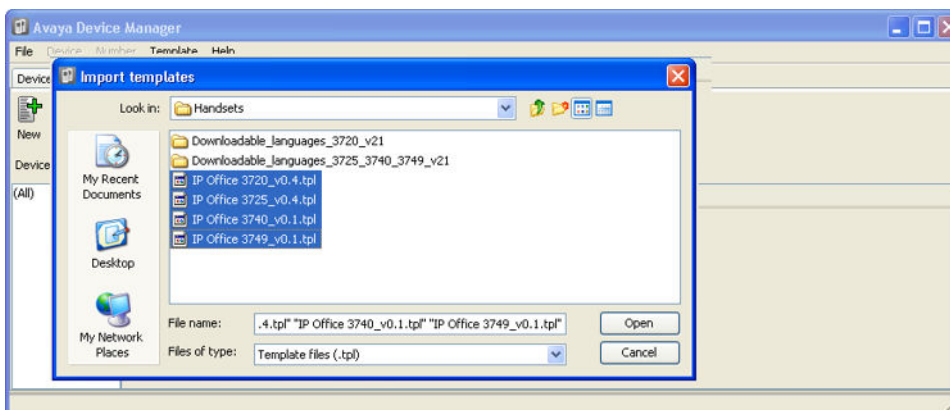 Avaya Device Manager
File Device Number Template Help
Device
Import templates
Look in: Handsets
New
Device
(All)
My Recent Documents
Desktop
My Network Places
Downloadable_languages_3720_v21
Downloadable_languages_3725_3740_3749_v21
IP Office 3720_v0.4.tpl
IP Office 3725_v0.4.tpl
IP Office 3740_v0.1.tpl
IP Office 3749_v0.1.tpl
File name: .4.tpl" "IP Office 3740_v0.1.tpl" "IP Office 3749_v0.1.tpl" Open
Files of type: Template files (.tpl) Cancel